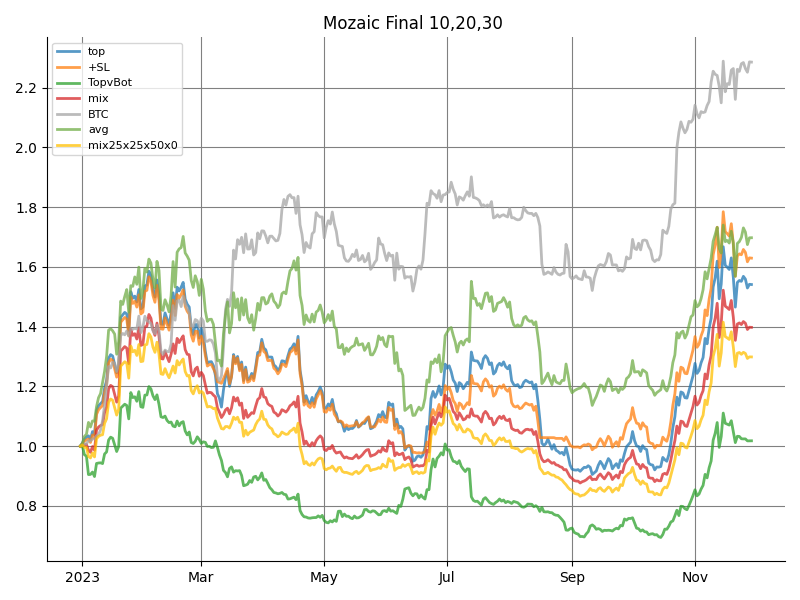 Mozaic Final 10,20,30
top
+SL
TopvBot
mix
BTC
avg
mix25x25x50x0
2.2
2.0
1.8
1.6
1.4
1.2
1.0
0.8
2023 Mar May Jul Sep Nov